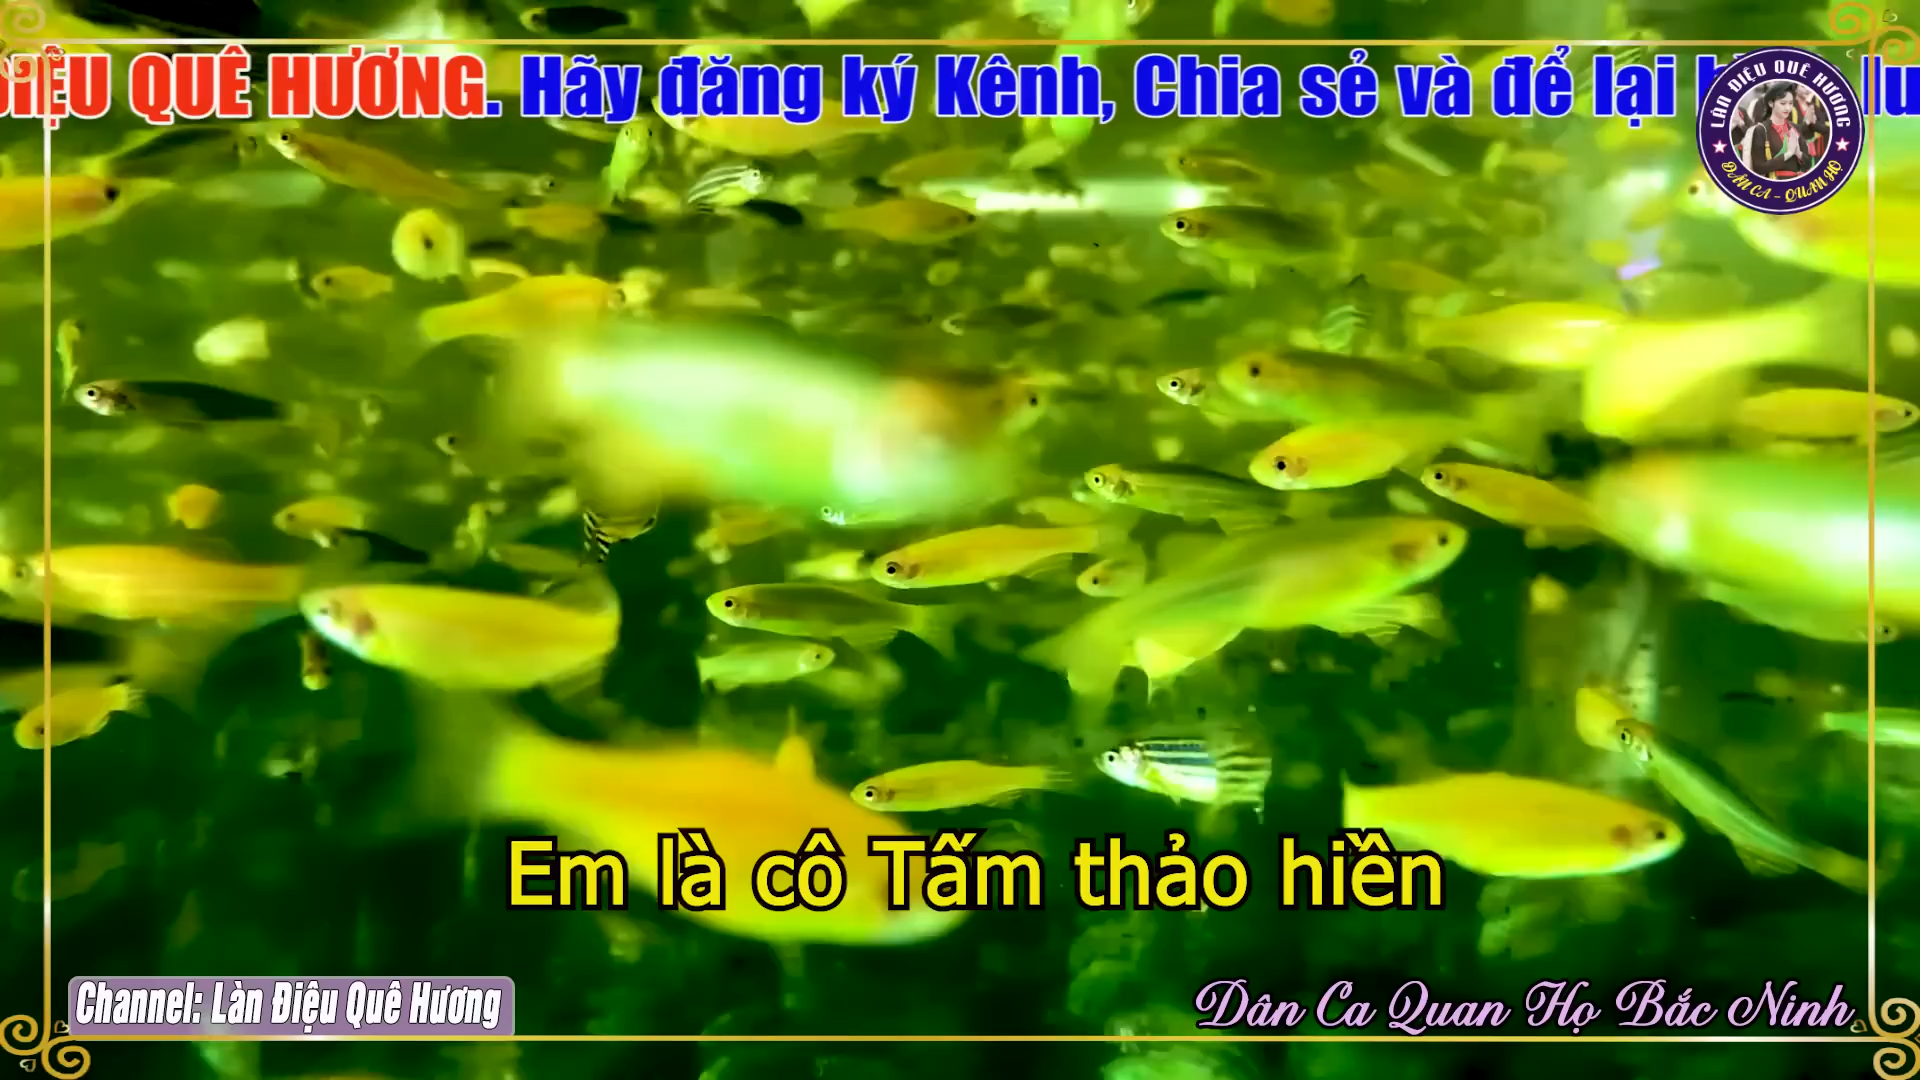 ĐIỆU QUÊ HƯƠNG. Hãy đăng ký Kênh, Chia sẻ và để lại
LÀN ĐIỆU QUÊ HƯƠNG
DÂN CA - QUAN HỌ
Em là cô Tấm thảo hiền
Channel: Làn Điệu Quê Hương
Dân Ca Quan Họ Bắc Ninh